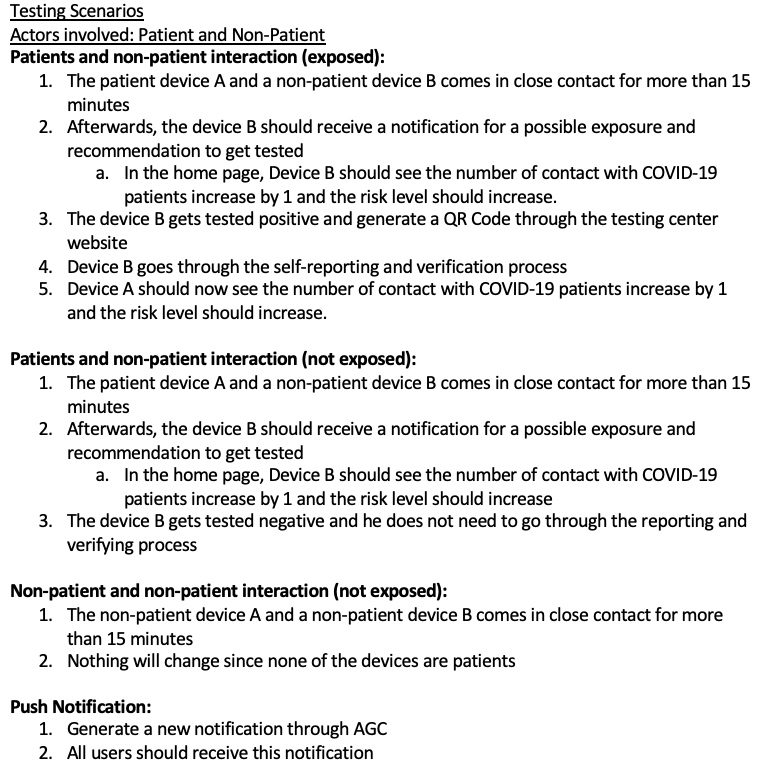 Testing Scenarios
Actors involved: Patient and Non-Patient
Patients and non-patient interaction (exposed):
1. The patient device A and a non-patient device B comes in close contact for more than 15
minutes
2. Afterwards, the device B should receive a notification for a possible exposure and
recommendation to get tested
a. In the home page, Device B should see the number of contact with COVID-19
patients increase by 1 and the risk level should increase.
3. The device B gets tested positive and generate a QR Code through the testing center
website
4. Device B goes through the self-reporting and verification process
5. Device A should now see the number of contact with COVID-19 patients increase by 1
and the risk level should increase.
Patients and non-patient interaction (not exposed):
1. The patient device A and a non-patient device B comes in close contact for more than 15
minutes
2. Afterwards, the device B should receive a notification for a possible exposure and
recommendation to get tested
a. In the home page, Device B should see the number of contact with COVID-19
patients increase by 1 and the risk level should increase
3. The device B gets tested negative and he does not need to go through the reporting and
verifying process
Non-patient and non-patient interaction (not exposed):
1. The non-patient device A and a non-patient device B comes in close contact for more
than 15 minutes
2. Nothing will change since none of the devices are patients
Push Notification:
1. Generate a new notification through AGC
2. All users should receive this notification